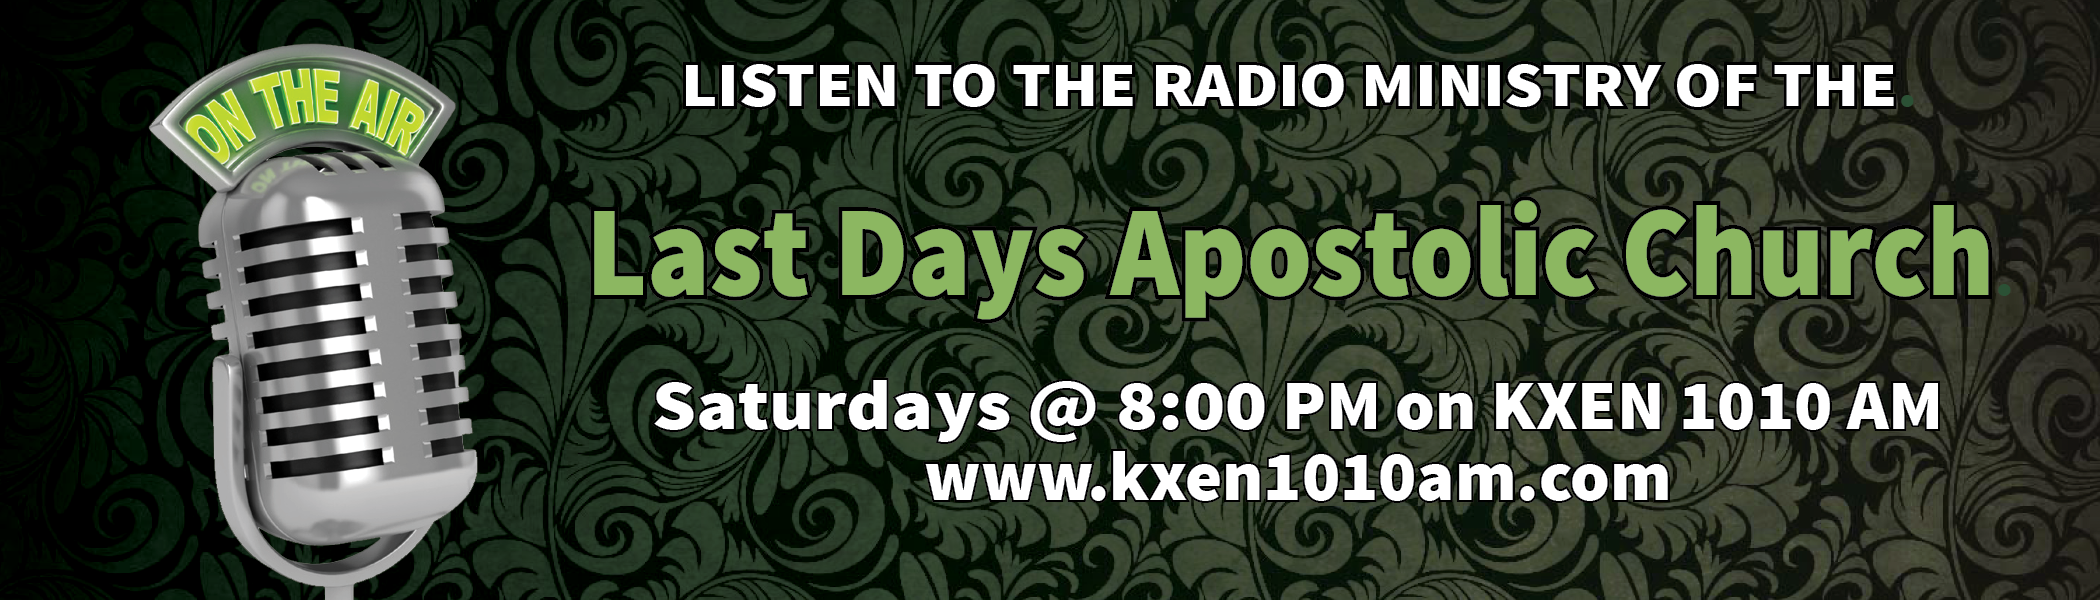 ON THE AIR
LISTEN TO THE RADIO MINISTRY OF THE.
Last Days Apostolic Church.
Saturdays @ 8:00 PM on KXEN 1010 AM
www.kxen1010am.com